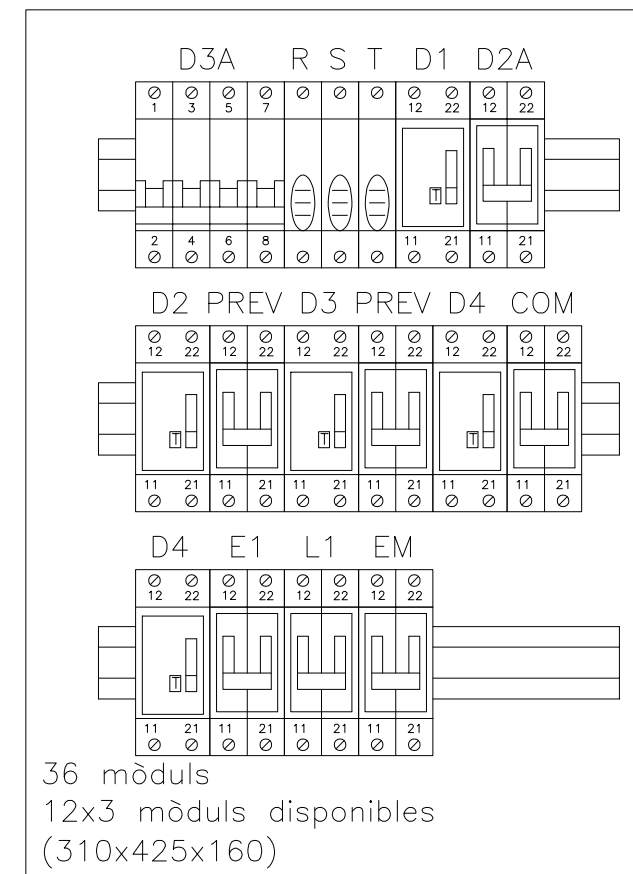 D3A R S T D1 D2A
1 3 5 7 12 22 12 22
T
2 4 6 8 11 21 11 21
D2 PREV D3 PREV D4 COM
12 22 12 22 12 22 12 22 12 22 12 22
T T T
11 21 11 21 11 21 11 21 11 21 11 21
D4 E1 L1 EM
12 22 12 22 12 22 12 22
T
11 21 11 21 11 21 11 21
36 mòduls
12x3 mòduls disponibles
(310x425x160)